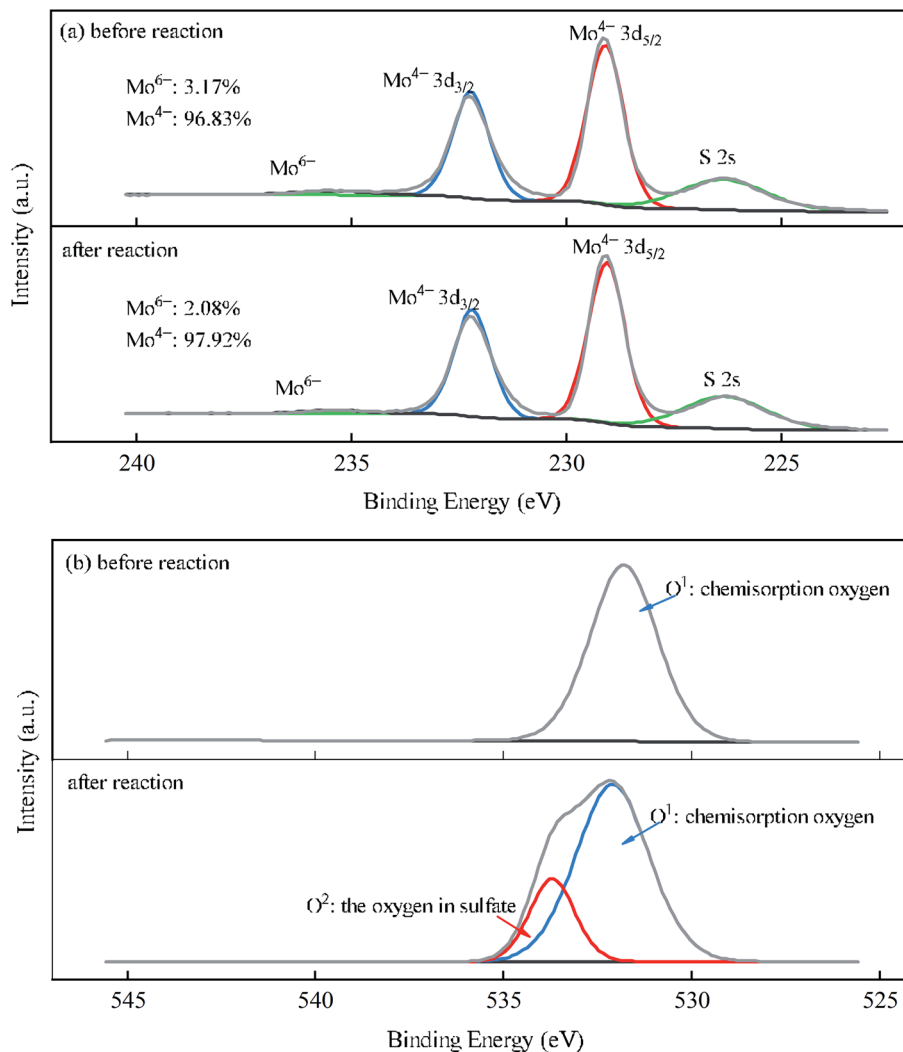 (a) before reaction
Mo⁴⁻ 3d₅/₂
Mo⁴⁻ 3d₃/₂
Mo⁶⁻: 3.17%
Mo⁴⁻: 96.83%
Mo⁶⁻
S 2s
after reaction
Mo⁴⁻ 3d₅/₂
Mo⁴⁻ 3d₃/₂
Mo⁶⁻: 2.08%
Mo⁴⁻: 97.92%
Mo⁶⁻
S 2s
Intensity (a.u.)
240 235 230 225
Binding Energy (eV)
(b) before reaction
O¹: chemisorption oxygen
after reaction
O¹: chemisorption oxygen
O²: the oxygen in sulfate
Intensity (a.u.)
545 540 535 530 525
Binding Energy (eV)